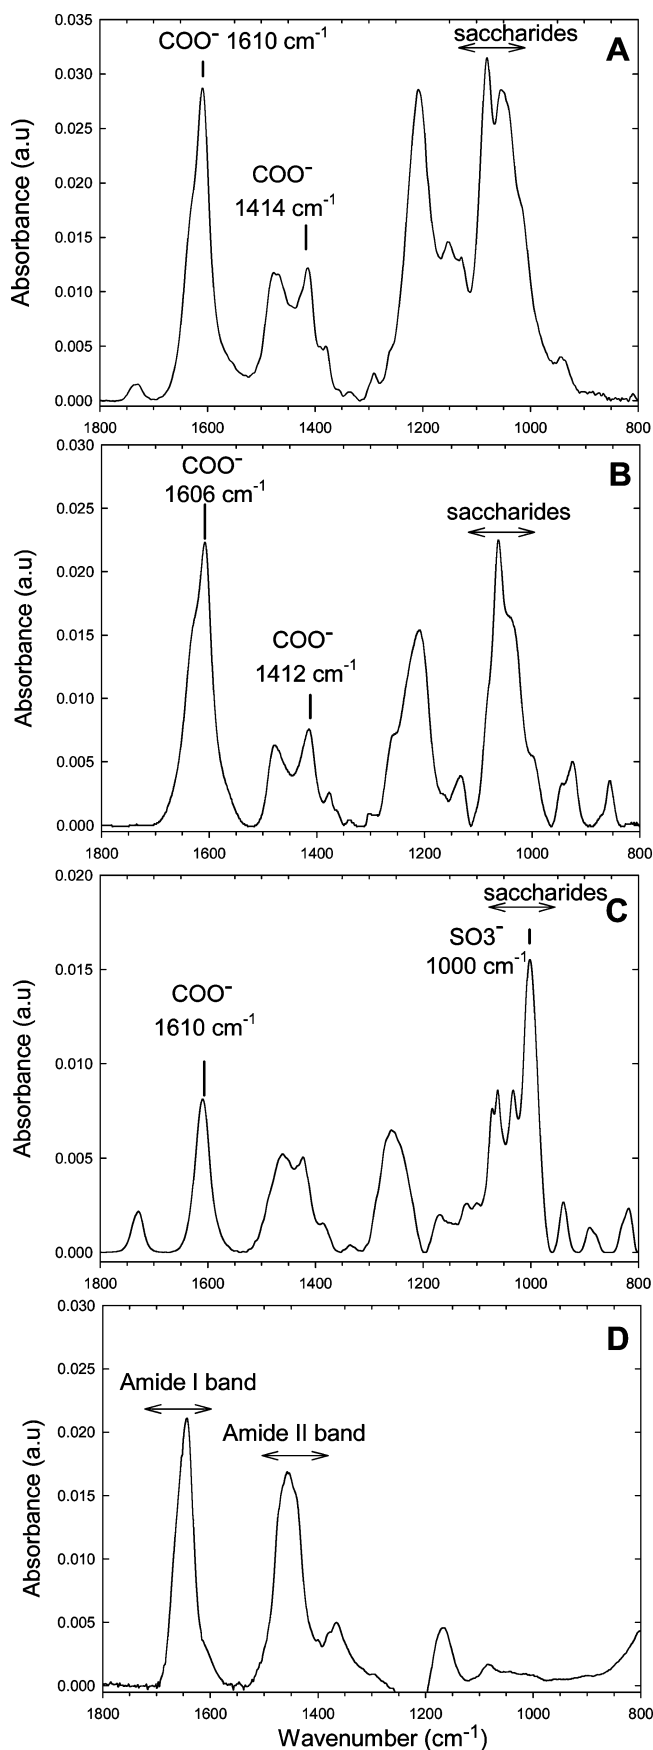 0.035
COO⁻ 1610 cm⁻¹
saccharides
A
0.030
0.025
COO⁻
1414 cm⁻¹
0.020
0.015
0.010
0.005
0.000
Absorbance (a.u)
1800 1600 1400 1200 1000 800
0.030
COO⁻
1606 cm⁻¹
B
saccharides
0.025
0.020
COO⁻
1412 cm⁻¹
0.015
0.010
0.005
0.000
Absorbance (a.u)
1800 1600 1400 1200 1000 800
0.020
saccharides
C
SO3⁻
1000 cm⁻¹
0.015
COO⁻
1610 cm⁻¹
0.010
0.005
0.000
Absorbance (a.u)
1800 1600 1400 1200 1000 800
0.030
D
0.025
Amide I band
Amide II band
0.020
0.015
0.010
0.005
0.000
Absorbance (a.u)
1800 1600 1400 1200 1000 800
Wavenumber (cm⁻¹)